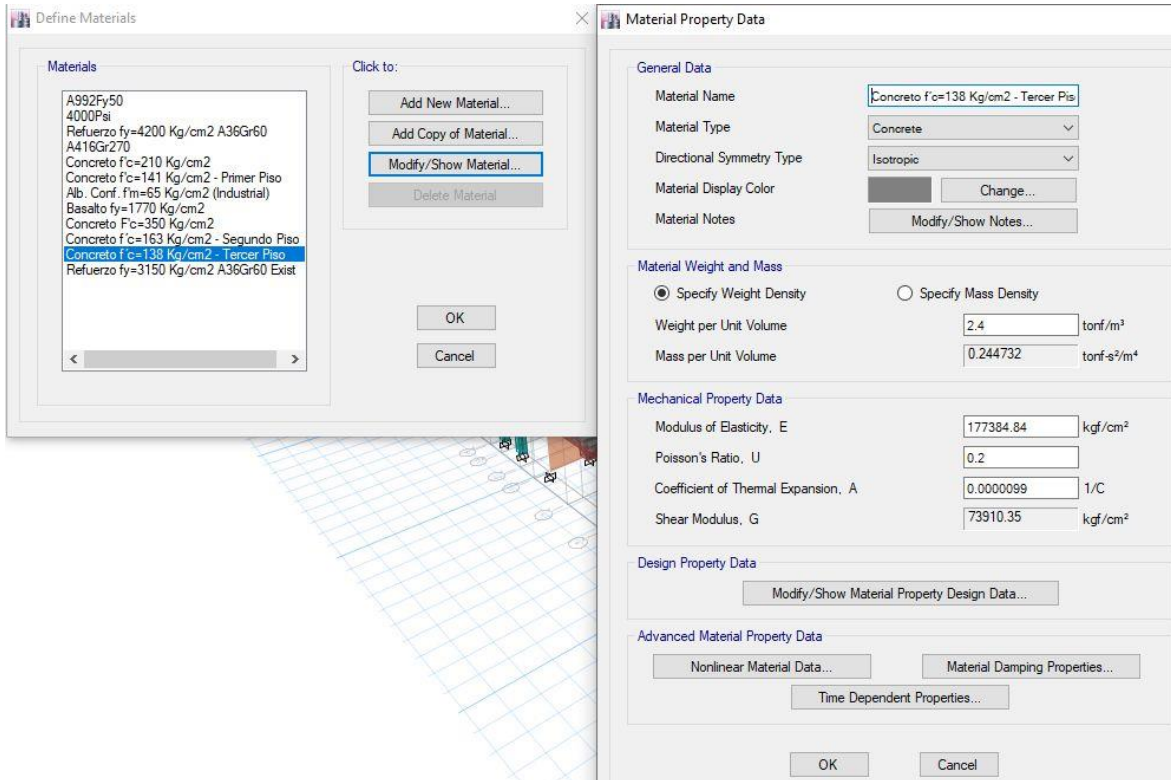 Define Materials
Materials
A992Fy50
4000Psi
Refuerzo fy=4200 Kg/cm2 A36Gr60
A416Gr270
Concreto f'c=210 Kg/cm2
Concreto f´c=141 Kg/cm2 - Primer Piso
Alb. Conf. f'm=65 Kg/cm2 (Industrial)
Basalto fy=1770 Kg/cm2
Concreto F'c=350 Kg/cm2
Concreto f´c=163 Kg/cm2 - Segundo Piso
Concreto f´c=138 Kg/cm2 - Tercer Piso
Refuerzo fy=3150 Kg/cm2 A36Gr60 Exist
Click to:
Add New Material...
Add Copy of Material...
Modify/Show Material...
Delete Material
OK
Cancel
Material Property Data
General Data
Material Name Concreto f´c=138 Kg/cm2 - Tercer Pis
Material Type Concrete
Directional Symmetry Type Isotropic
Material Display Color Change...
Material Notes Modify/Show Notes...
Material Weight and Mass
Specify Weight Density Specify Mass Density
Weight per Unit Volume 2.4 tonf/m³
Mass per Unit Volume 0.244732 tonf-s²/m⁴
Mechanical Property Data
Modulus of Elasticity, E 177384.84 kgf/cm²
Poisson's Ratio, U 0.2
Coefficient of Thermal Expansion, A 0.0000099 1/C
Shear Modulus, G 73910.35 kgf/cm²
Design Property Data
Modify/Show Material Property Design Data...
Advanced Material Property Data
Nonlinear Material Data... Material Damping Properties...
Time Dependent Properties...
OK Cancel